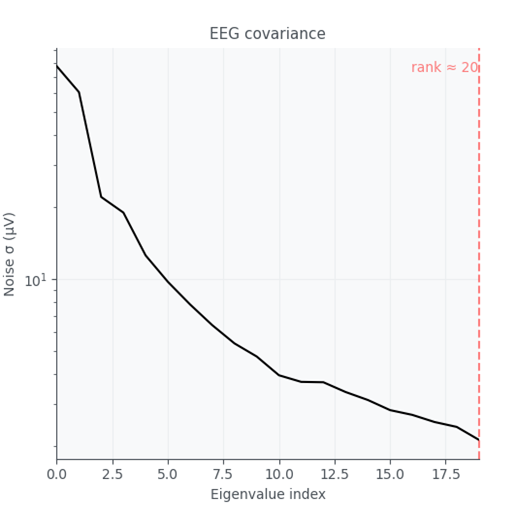 EEG covariance
rank ≈ 20
Noise σ (µV)
10¹
0.0 2.5 5.0 7.5 10.0 12.5 15.0 17.5
Eigenvalue index